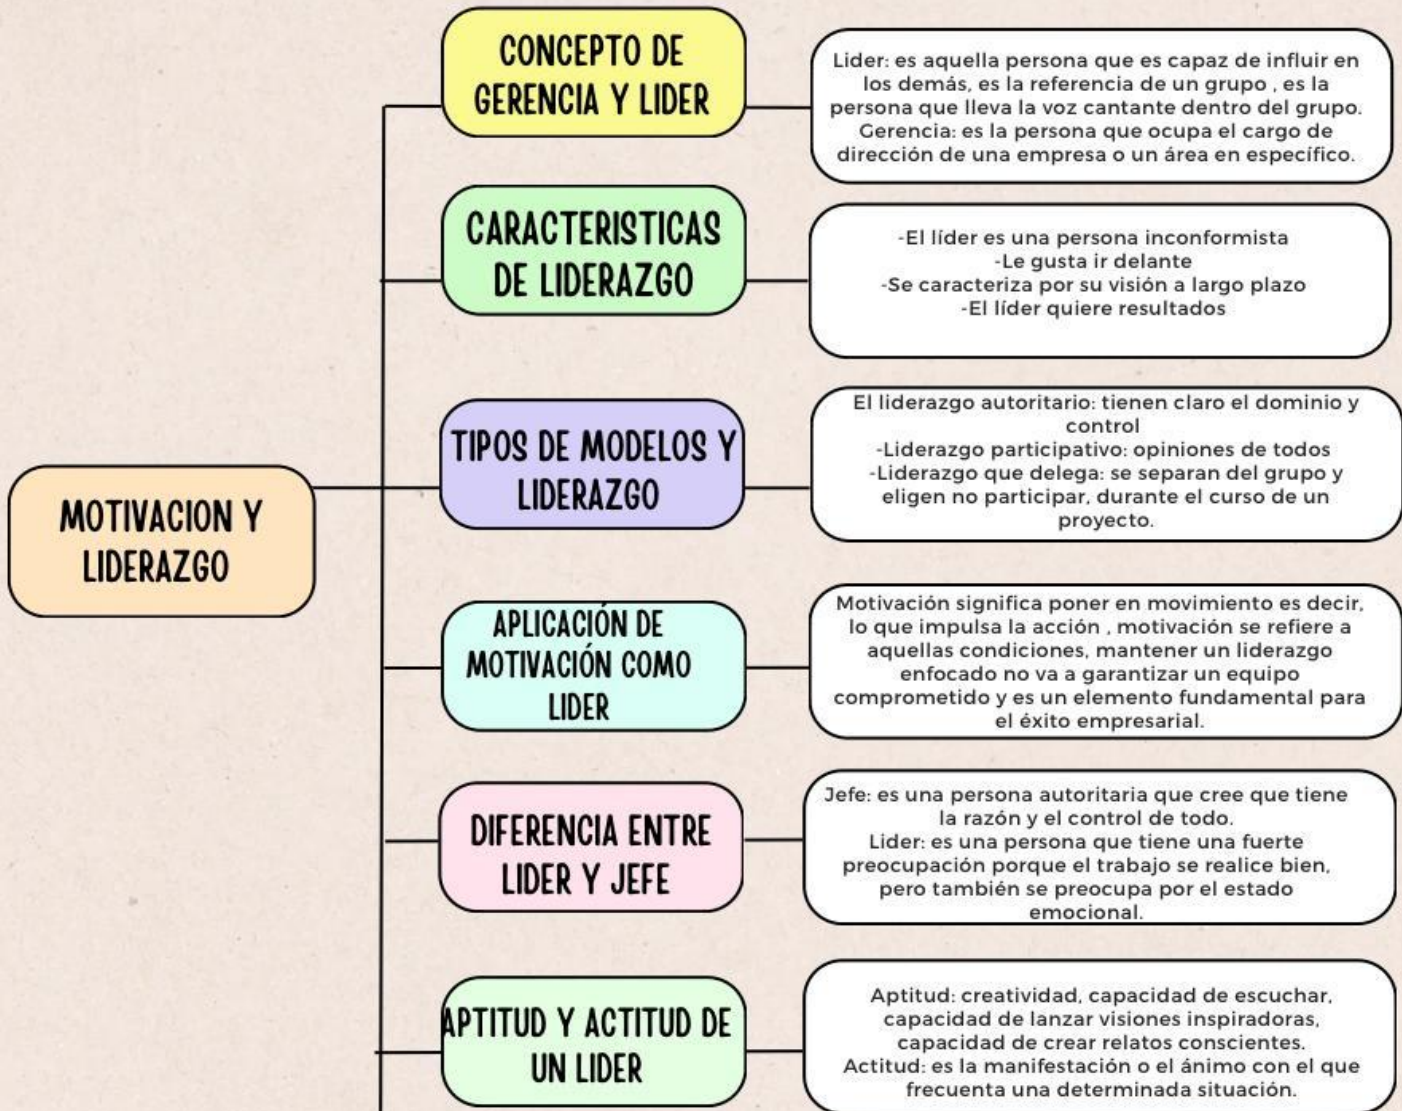 CONCEPTO DE
GERENCIA Y LIDER
Lider: es aquella persona que es capaz de influir en
los demás, es la referencia de un grupo , es la
persona que lleva la voz cantante dentro del grupo.
Gerencia: es la persona que ocupa el cargo de
dirección de una empresa o un área en específico.
CARACTERISTICAS
DE LIDERAZGO
-El líder es una persona inconformista
-Le gusta ir delante
-Se caracteriza por su visión a largo plazo
-El líder quiere resultados
TIPOS DE MODELOS Y
LIDERAZGO
El liderazgo autoritario: tienen claro el dominio y
control
-Liderazgo participativo: opiniones de todos
-Liderazgo que delega: se separan del grupo y
eligen no participar, durante el curso de un
proyecto.
MOTIVACION Y
LIDERAZGO
APLICACIÓN DE
MOTIVACIÓN COMO
LIDER
Motivación significa poner en movimiento es decir,
lo que impulsa la acción , motivación se refiere a
aquellas condiciones, mantener un liderazgo
enfocado no va a garantizar un equipo
comprometido y es un elemento fundamental para
el éxito empresarial.
DIFERENCIA ENTRE
LIDER Y JEFE
Jefe: es una persona autoritaria que cree que tiene
la razón y el control de todo.
Lider: es una persona que tiene una fuerte
preocupación porque el trabajo se realice bien,
pero también se preocupa por el estado
emocional.
APTITUD Y ACTITUD DE
UN LIDER
Aptitud: creatividad, capacidad de escuchar,
capacidad de lanzar visiones inspiradoras,
capacidad de crear relatos conscientes.
Actitud: es la manifestación o el ánimo con el que
frecuenta una determinada situación.